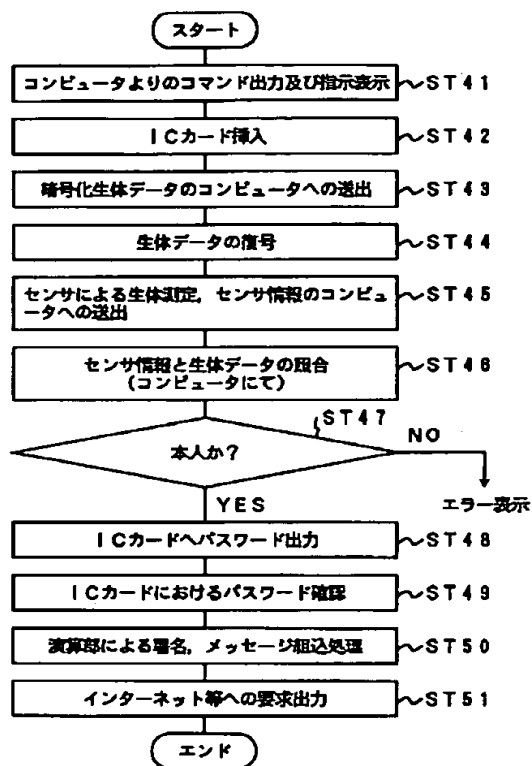 スタート
コンピュータよりのコマンド出力及び指示表示 ST41
ICカード挿入 ST42
暗号化生体データのコンピュータへの送出 ST43
生体データの復号 ST44
センサによる生体測定,センサ情報のコンピュ
ータへの送出 ST45
センサ情報と生体データの照合 ST46
(コンピュータにて)
ST47
本人か? NO
エラー表示
YES
ICカードへパスワード出力 ST48
ICカードにおけるパスワード確認 ST49
演算部による署名,メッセージ組込処理 ST50
インターネット等への要求出力 ST51
エンド